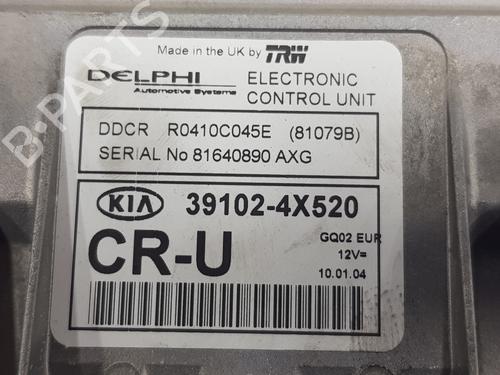 Made in the UK by TRW
DELPHI
Automotive Systems
ELECTRONIC
CONTROL UNIT
DDCR R0410C045E (81079B)
SERIAL No 81640890 AXG
KIA 39102-4X520
CR-U
GQ02 EUR
12V=
10.01.04
B-PARTS